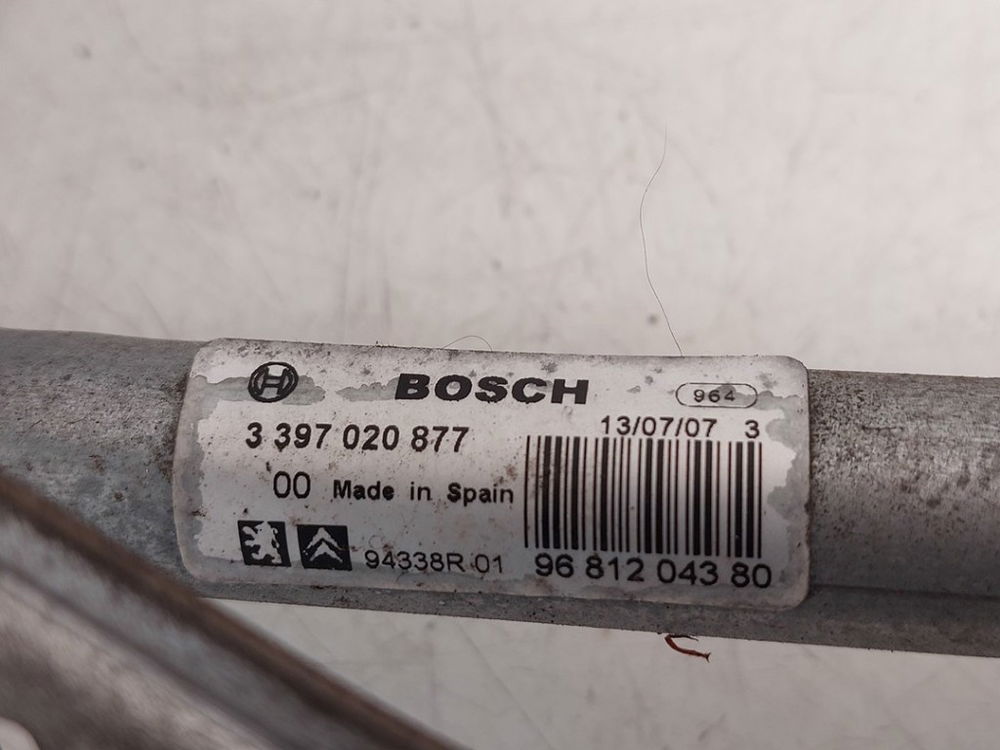 BOSCH
964
13/07/07 3
3 397 020 877
00 Made in Spain
94338R 01
96 812 043 80